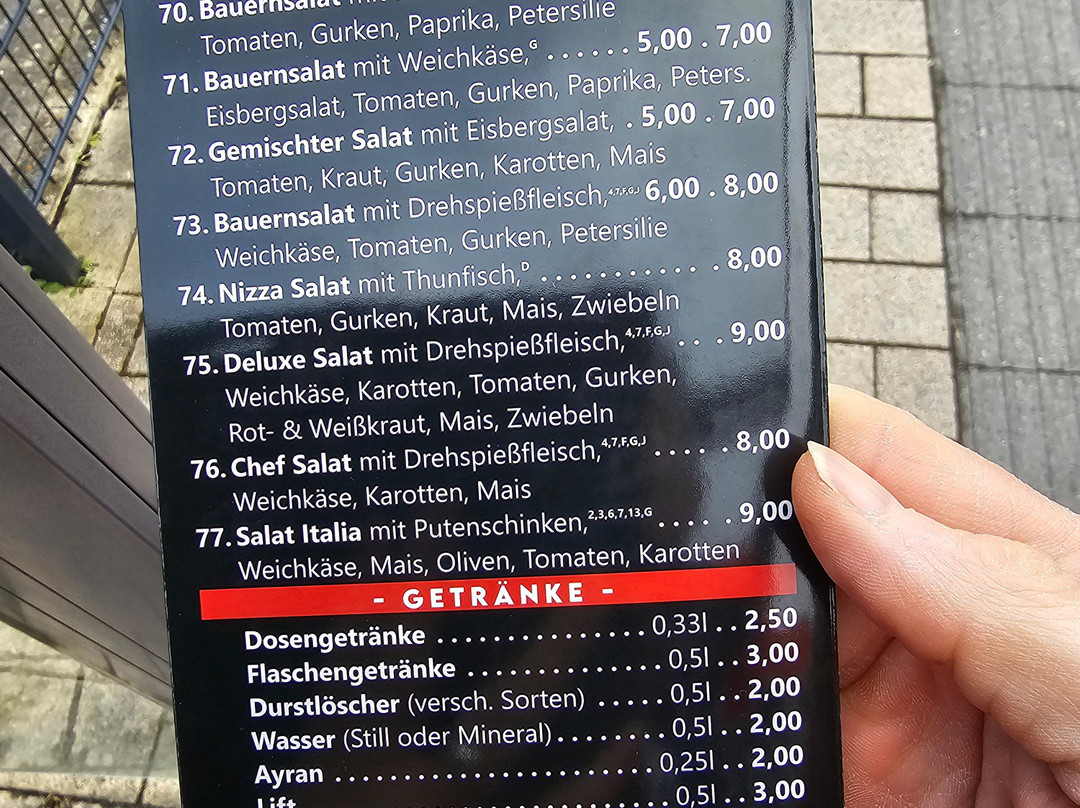 70. Bauernsalat
Tomaten, Gurken, Paprika, Petersilie
71. Bauernsalat mit Weichkäse,G ...... 5,00 . 7,00
Eisbergsalat, Tomaten, Gurken, Paprika, Peters.
72. Gemischter Salat mit Eisbergsalat, . 5,00 . 7,00
Tomaten, Kraut, Gurken, Karotten, Mais
73. Bauernsalat mit Drehspießfleisch,4,7,F,G,J 6,00 . 8,00
Weichkäse, Tomaten, Gurken, Petersilie
74. Nizza Salat mit Thunfisch,D ............ 8,00
Tomaten, Gurken, Kraut, Mais, Zwiebeln
75. Deluxe Salat mit Drehspießfleisch,4,7,F,G,J ... 9,00
Weichkäse, Karotten, Tomaten, Gurken,
Rot- & Weißkraut, Mais, Zwiebeln
76. Chef Salat mit Drehspießfleisch,4,7,F,G,J ..... 8,00
Weichkäse, Karotten, Mais
77. Salat Italia mit Putenschinken,2,3,6,7,13,G ..... 9,00
Weichkäse, Mais, Oliven, Tomaten, Karotten
- GETRÄNKE -
Dosengetränke ................ 0,33l .. 2,50
Flaschengetränke ............... 0,5l .. 3,00
Durstlöscher (versch. Sorten) ..... 0,5l .. 2,00
Wasser (Still oder Mineral) ........ 0,5l .. 2,00
Ayran ......................... 0,25l .. 2,00
Lift ........................... 0,5l .. 3,00